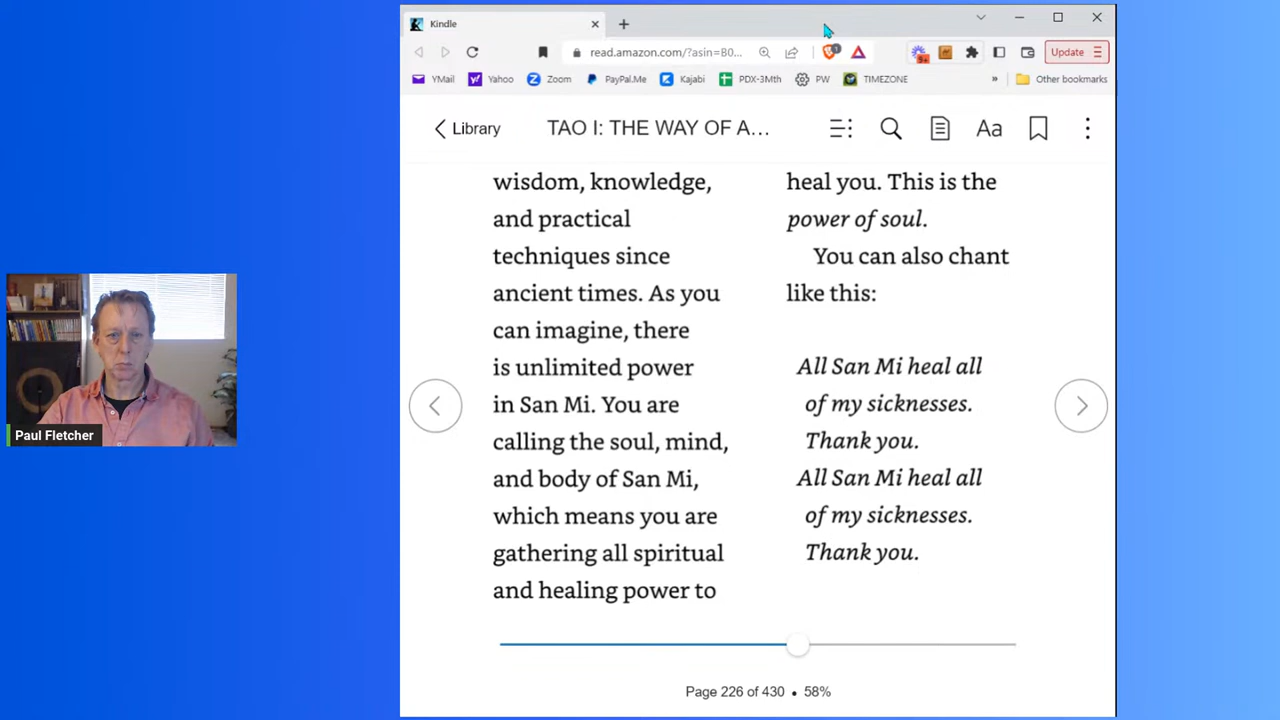 Kindle
read.amazon.com/?asin=B0...
1
9+
Update
YMail
Yahoo
Zoom
PayPal.Me
Kajabi
PDX-3Mth
PW
TIMEZONE
»
Other bookmarks
Library
TAO I: THE WAY OF A...
Aa
wisdom, knowledge,
and practical
techniques since
ancient times. As you
can imagine, there
is unlimited power
in San Mi. You are
calling the soul, mind,
and body of San Mi,
which means you are
gathering all spiritual
and healing power to
heal you. This is the
power of soul.
You can also chant
like this:
All San Mi heal all
of my sicknesses.
Thank you.
All San Mi heal all
of my sicknesses.
Thank you.
Page 226 of 430 • 58%
Paul Fletcher